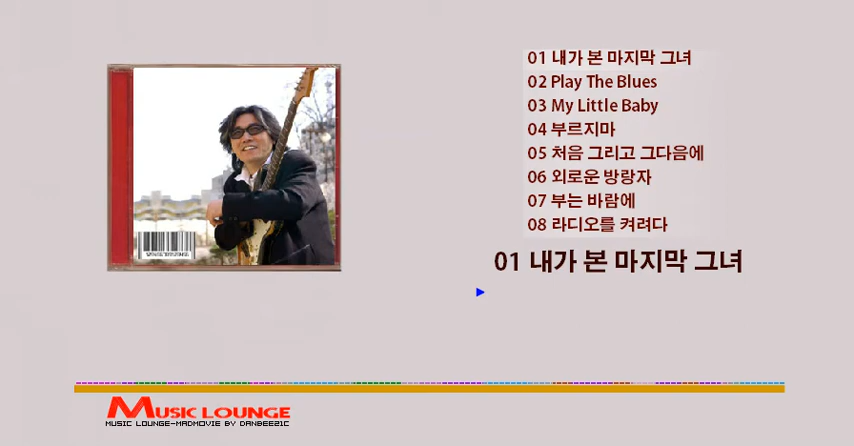 01 내가 본 마지막 그녀
02 Play The Blues
03 My Little Baby
04 부르지마
05 처음 그리고 그다음에
06 외로운 방랑자
07 부는 바람에
08 라디오를 켜려다
01 내가 본 마지막 그녀
MUSIC LOUNGE
MUSIC LOUNGE-MADMOVIE BY DANBEE21C